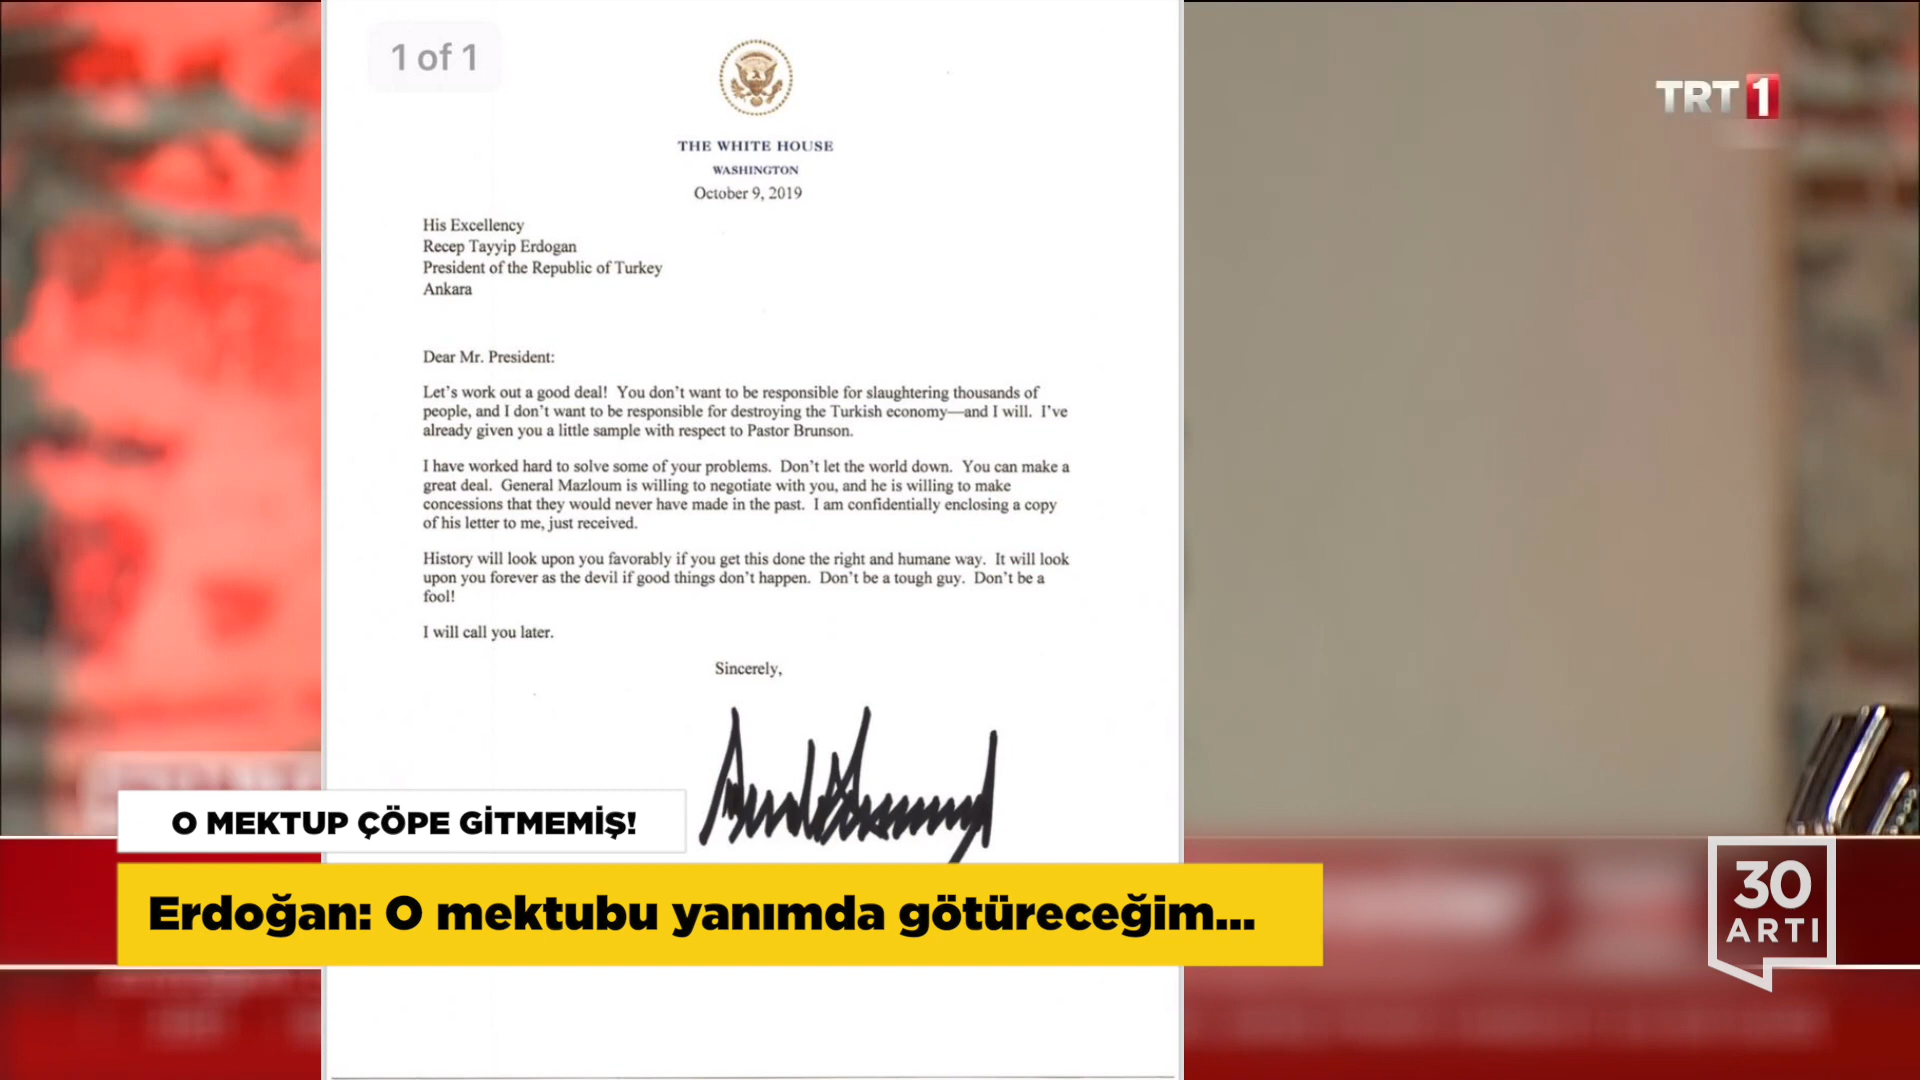 1 of 1
TRT 1
THE WHITE HOUSE
WASHINGTON
October 9, 2019
His Excellency
Recep Tayyip Erdogan
President of the Republic of Turkey
Ankara
Dear Mr. President:
Let's work out a good deal! You don't want to be responsible for slaughtering thousands of
people, and I don't want to be responsible for destroying the Turkish economy—and I will. I've
already given you a little sample with respect to Pastor Brunson.
I have worked hard to solve some of your problems. Don't let the world down. You can make a
great deal. General Mazloum is willing to negotiate with you, and he is willing to make
concessions that they would never have made in the past. I am confidentially enclosing a copy
of his letter to me, just received.
History will look upon you favorably if you get this done the right and humane way. It will look
upon you forever as the devil if good things don't happen. Don't be a tough guy. Don't be a
fool!
I will call you later.
Sincerely,
O MEKTUP ÇÖPE GİTMEMİŞ!
Erdoğan: O mektubu yanımda götüreceğim...
30
ARTI